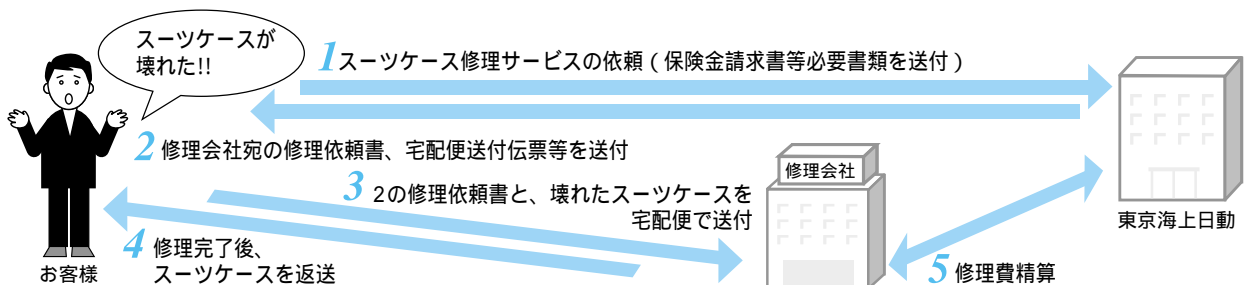 スーツケースが
壊れた!!
1 スーツケース修理サービスの依頼（保険金請求書等必要書類を送付）
2 修理会社宛の修理依頼書、宅配便送付伝票等を送付
3 2の修理依頼書と、壊れたスーツケースを
宅配便で送付
修理会社
東京海上日動
4 修理完了後、
スーツケースを返送
お客様
5 修理費精算